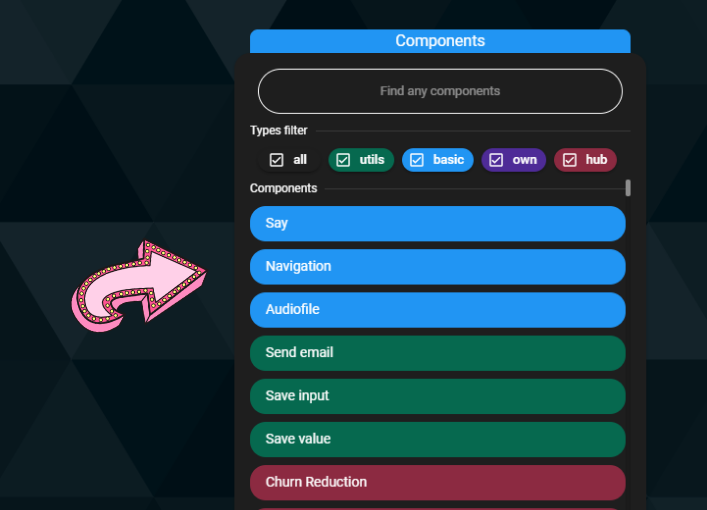 Components
Find any components
Types filter
all utils basic own hub
Components
Say
Navigation
Audiofile
Send email
Save input
Save value
Churn Reduction